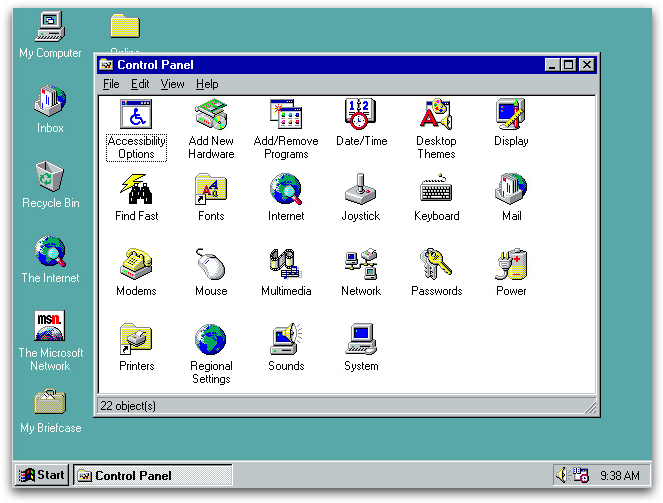 My Computer
Control Panel
File Edit View Help
Inbox
Recycle Bin
The Internet
msn.
The Microsoft
Network
My Briefcase
Accessibility
Options
Add New
Hardware
Add/Remove
Programs
1 2
Date/Time
Desktop
Themes
Display
Find Fast
Fonts
Internet
Joystick
Keyboard
Mail
Modems
Mouse
Multimedia
Network
Passwords
Power
Printers
Regional
Settings
Sounds
System
22 object(s)
Start
Control Panel
9:38 AM